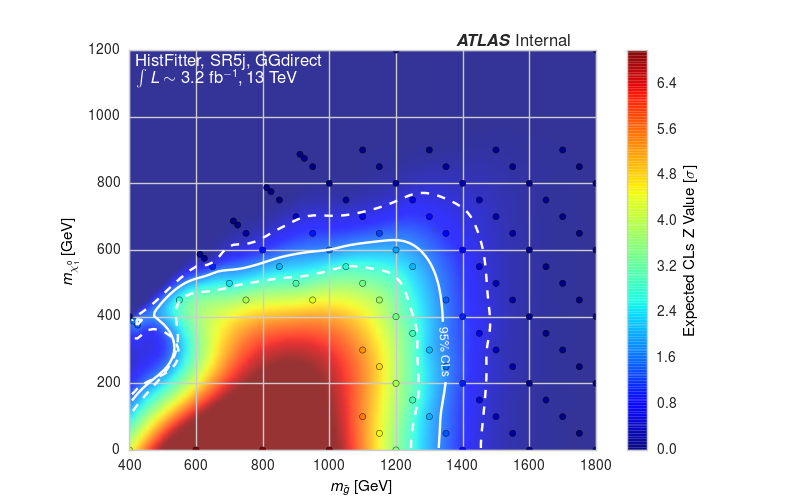 ATLAS Internal
HistFitter, SR5j, GGdirect
∫ L ∼ 3.2 fb⁻¹, 13 TeV
1200
1000
800
600
400
200
0
m_χ̃₁⁰ [GeV]
95% CLs
400 600 800 1000 1200 1400 1600 1800
m_g̃ [GeV]
6.4
5.6
4.8
4.0
3.2
2.4
1.6
0.8
0.0
Expected CLs Z Value [σ]